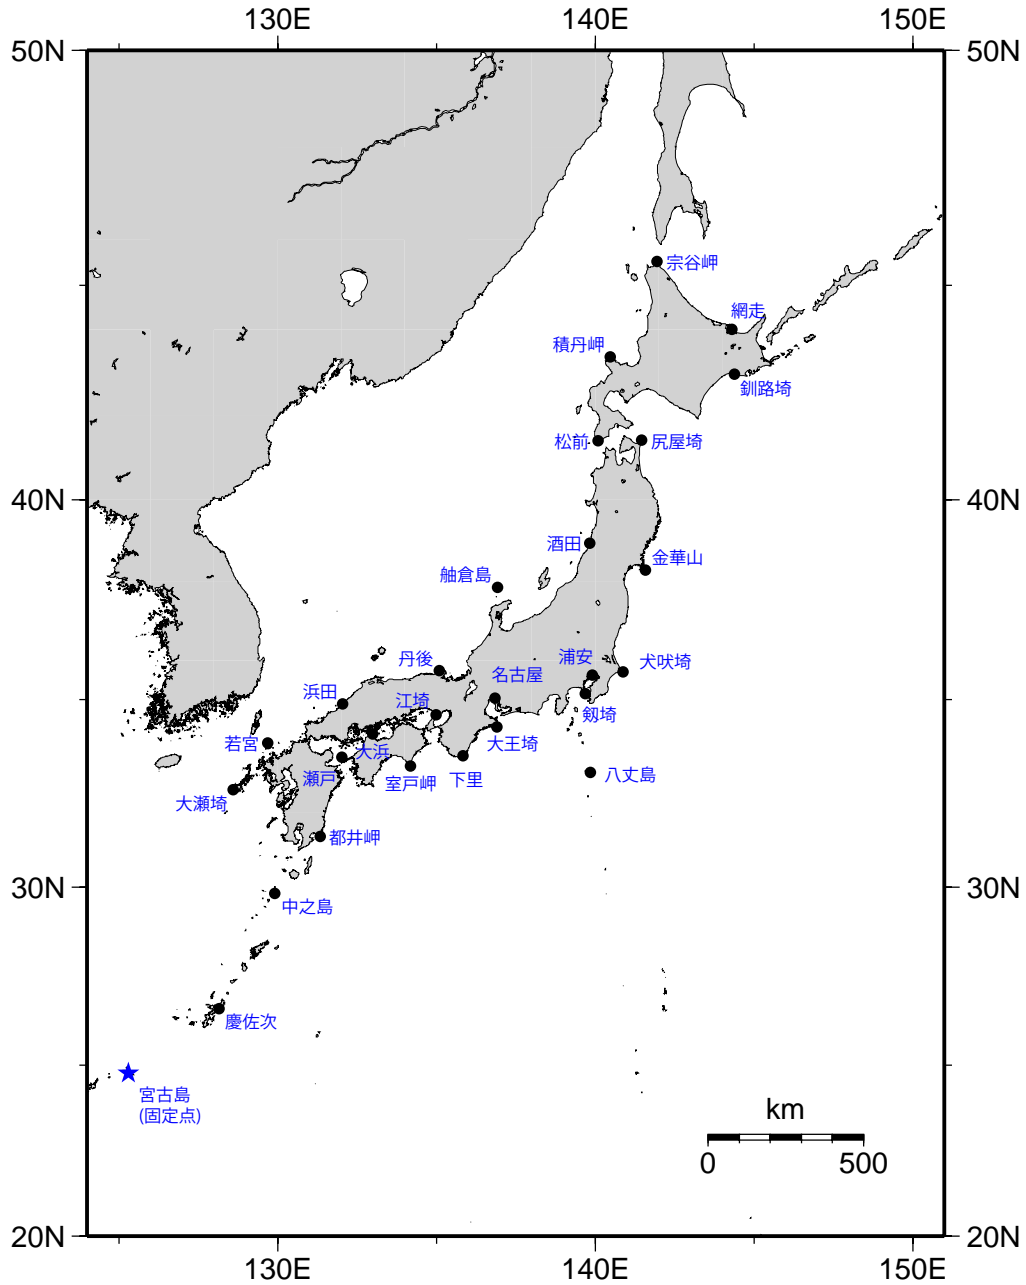 130E 140E 150E
50N 50N
宗谷岬
網走
積丹岬
釧路埼
松前 尻屋埼
40N 40N
酒田
金華山
舳倉島
浦安
丹後 犬吠埼
名古屋
浜田
江埼 剱埼
若宮 大王埼
大浜
瀬戸 室戸岬 下里 八丈島
大瀬埼
都井岬
30N 30N
中之島
慶佐次
宮古島
(固定点)
km
0 500
20N 20N
130E 140E 150E